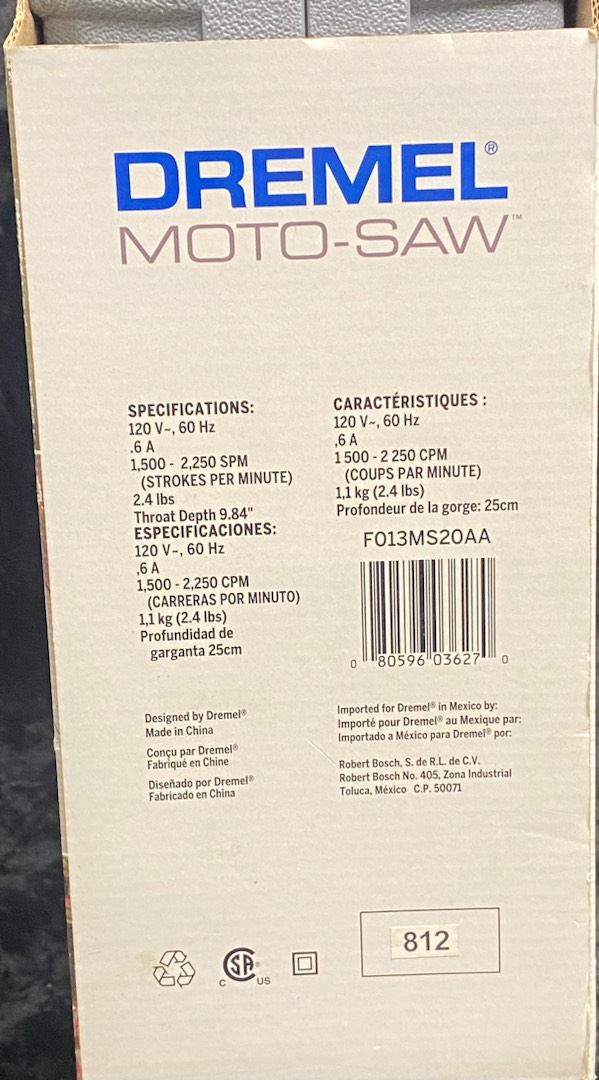 DREMEL®
MOTO-SAW™
SPECIFICATIONS:
120 V~, 60 Hz
.6 A
1,500 - 2,250 SPM
(STROKES PER MINUTE)
2.4 lbs
Throat Depth 9.84"
ESPECIFICACIONES:
120 V~, 60 Hz
,6 A
1,500 - 2,250 CPM
(CARRERAS POR MINUTO)
1,1 kg (2.4 lbs)
Profundidad de
garganta 25cm
CARACTÉRISTIQUES :
120 V~, 60 Hz
,6 A
1 500 - 2 250 CPM
(COUPS PAR MINUTE)
1,1 kg (2.4 lbs)
Profondeur de la gorge: 25cm
F013MS20AA
0 80596 03627 0
Designed by Dremel®
Made in China
Conçu par Dremel®
Fabriqué en Chine
Diseñado por Dremel®
Fabricado en China
Imported for Dremel® in Mexico by:
Importé pour Dremel® au Mexique par:
Importado a México para Dremel® por:
Robert Bosch, S. de R.L. de C.V.
Robert Bosch No. 405, Zona Industrial
Toluca, México C.P. 50071
C SA® US
812